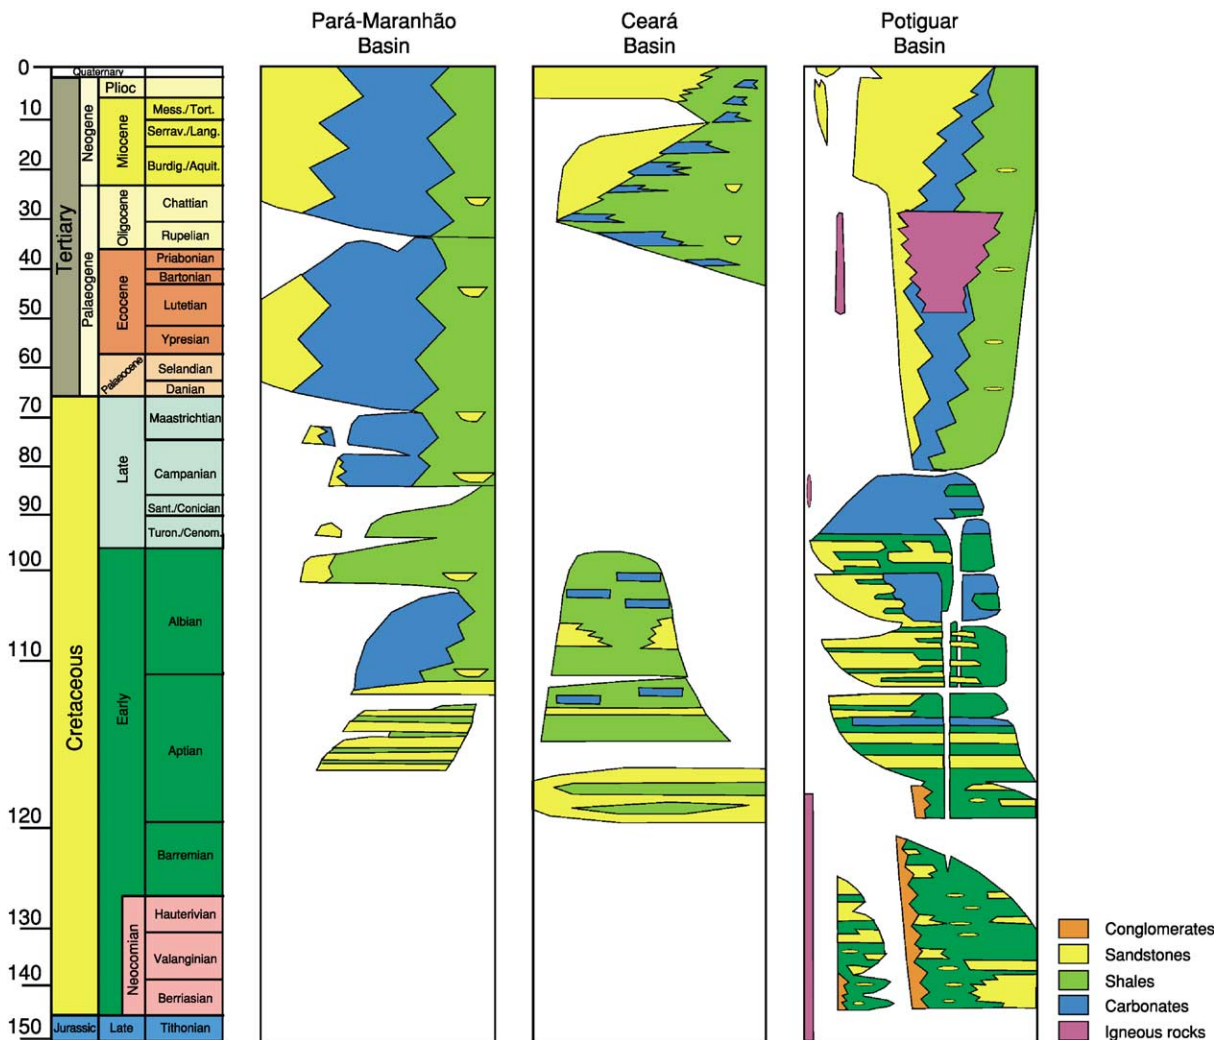 Pará-Maranhão
Basin
Ceará
Basin
Potiguar
Basin
0
10
20
30
40
50
60
70
80
90
100
110
120
130
140
150
Quaternary
Tertiary
Neogene
Palaeogene
Plioc
Miocene
Mess./Tort.
Serrav./Lang.
Burdig./Aquit.
Oligocene
Chattian
Rupelian
Eocene
Priabonian
Bartonian
Lutetian
Ypresian
Palaeocene
Selandian
Danian
Cretaceous
Late
Maastrichtian
Campanian
Sant./Conician
Turon./Cenom.
Early
Albian
Aptian
Barremian
Neocomian
Hauterivian
Valanginian
Berriasian
Jurassic
Late
Tithonian
Conglomerates
Sandstones
Shales
Carbonates
Igneous rocks